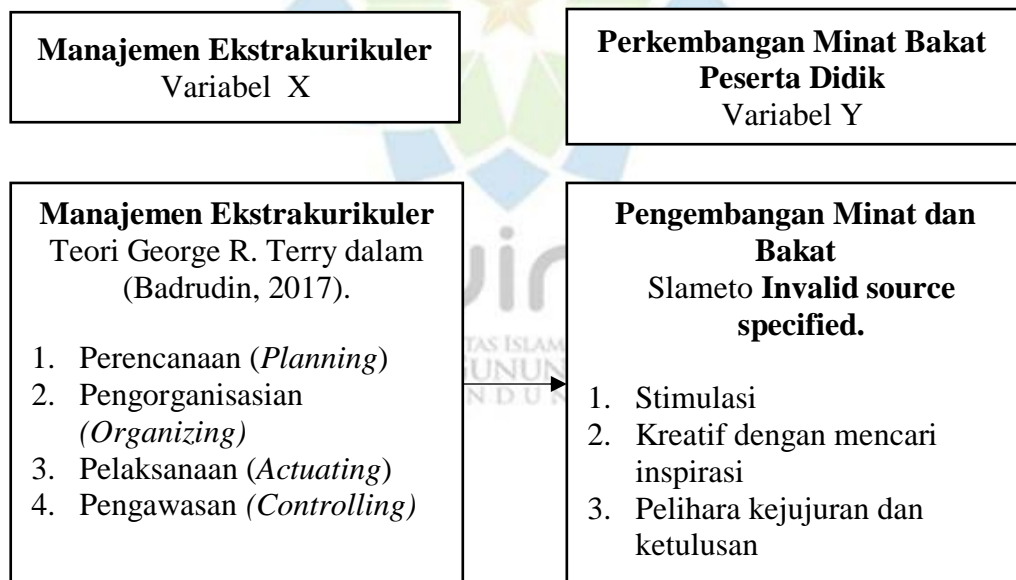 Manajemen Ekstrakurikuler
Variabel X
Perkembangan Minat Bakat
Peserta Didik
Variabel Y
Manajemen Ekstrakurikuler
Teori George R. Terry dalam
(Badrudin, 2017).
1. Perencanaan (Planning)
2. Pengorganisasian
(Organizing)
3. Pelaksanaan (Actuating)
4. Pengawasan (Controlling)
Pengembangan Minat dan
Bakat
Slameto Invalid source
specified.
1. Stimulasi
2. Kreatif dengan mencari
inspirasi
3. Pelihara kejujuran dan
ketulusan